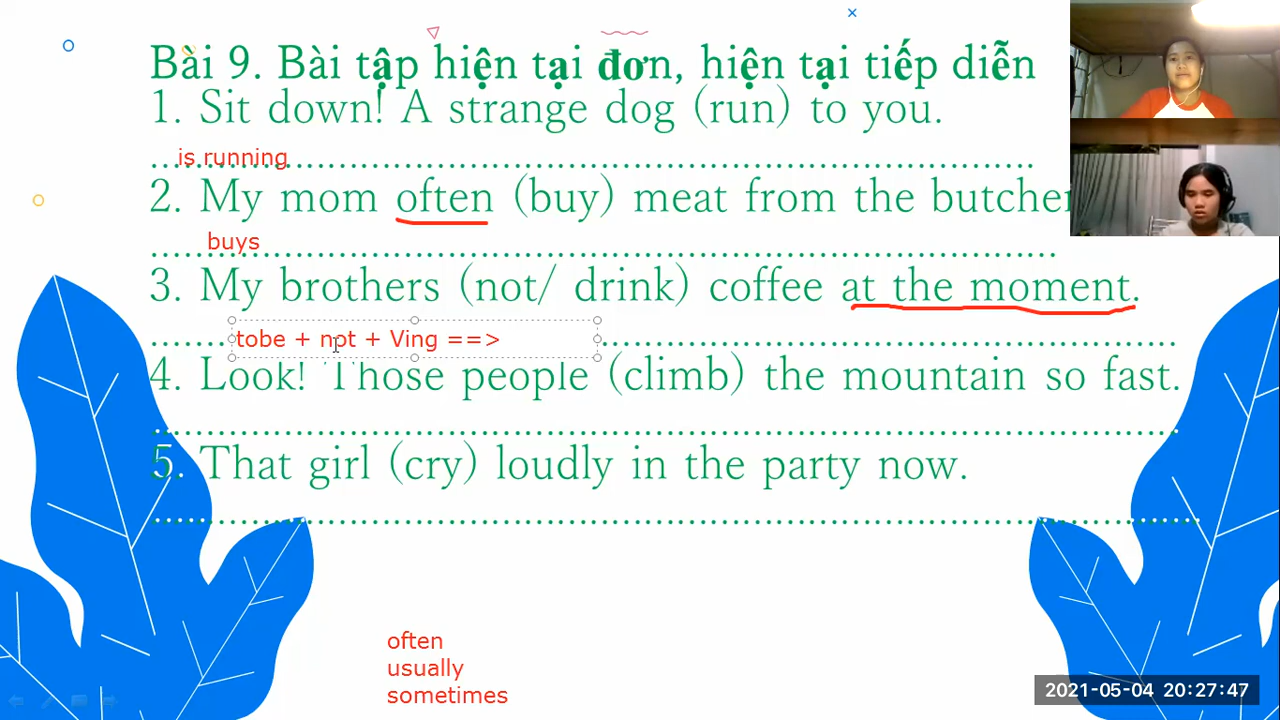 Bài 9. Bài tập hiện tại đơn, hiện tại tiếp diễn
1. Sit down! A strange dog (run) to you.
is running
2. My mom often (buy) meat from the butcher
buys
3. My brothers (not/ drink) coffee at the moment.
tobe + not + Ving ==>
4. Look! Those people (climb) the mountain so fast.
5. That girl (cry) loudly in the party now.
often
usually
sometimes
2021-05-04 20:27:47